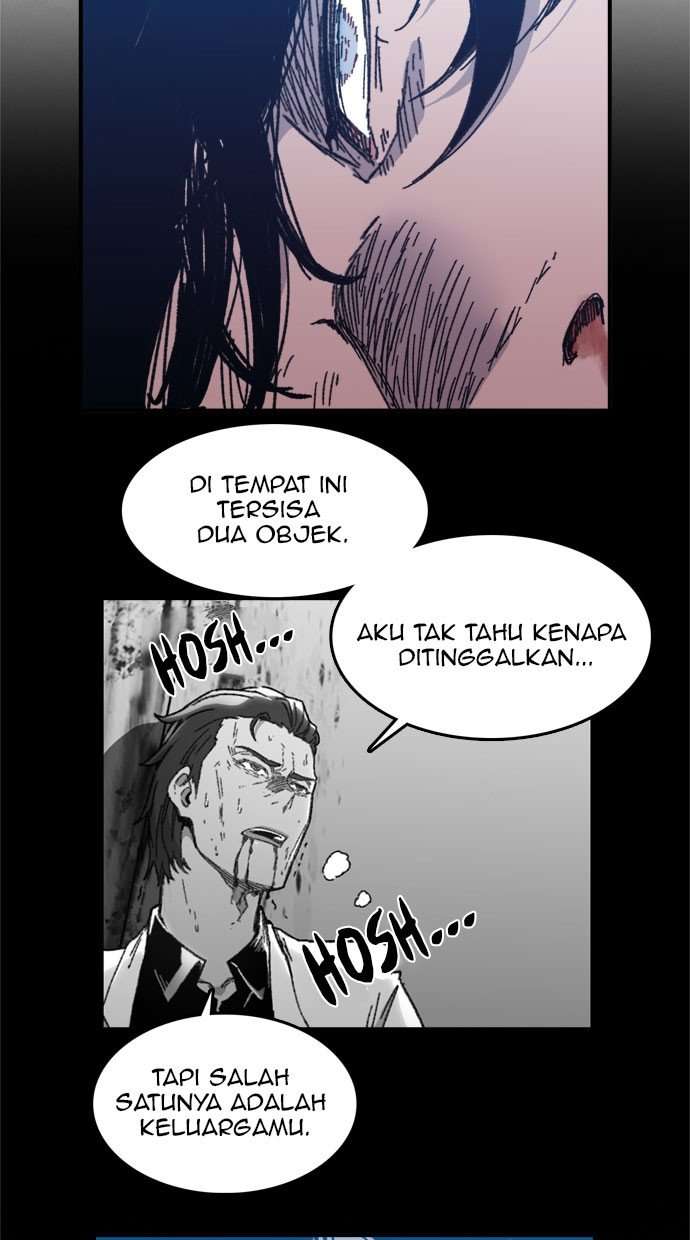 DI TEMPAT INI
TERSISA
DUA OBJEK.
AKU TAK TAHU KENAPA
DITINGGALKAN...
HOSH...
HOSH...
TAPI SALAH
SATUNYA ADALAH
KELUARGAMU.